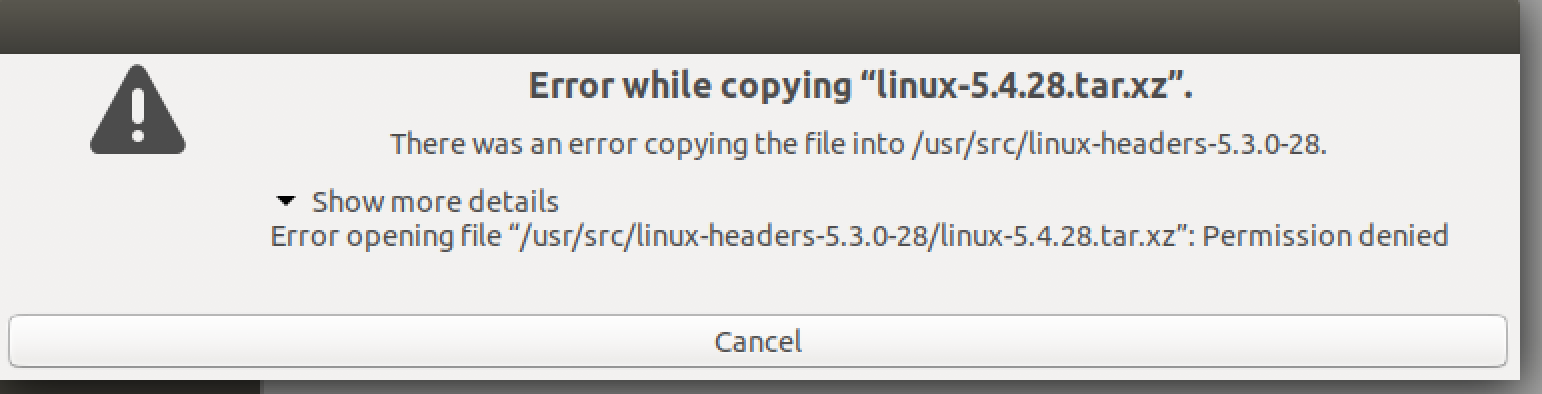 Error while copying “linux-5.4.28.tar.xz”.
There was an error copying the file into /usr/src/linux-headers-5.3.0-28.
Show more details
Error opening file “/usr/src/linux-headers-5.3.0-28/linux-5.4.28.tar.xz”: Permission denied
Cancel